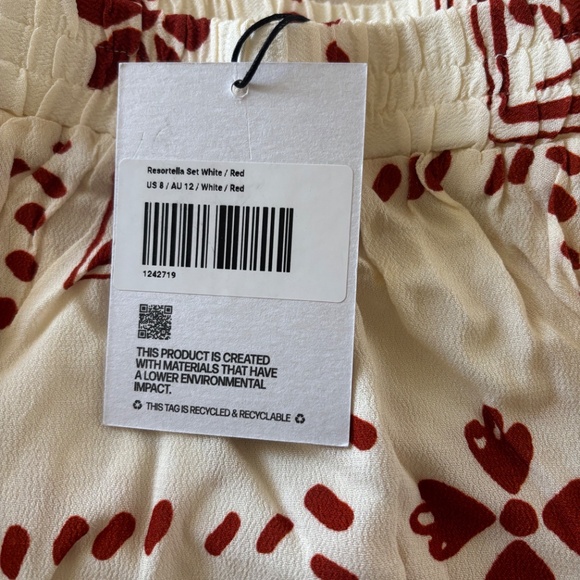 Resortella Set White / Red
US 8 / AU 12 / White / Red
1242719
THIS PRODUCT IS CREATED
WITH MATERIALS THAT HAVE
A LOWER ENVIRONMENTAL
IMPACT.
THIS TAG IS RECYCLED & RECYCLABLE